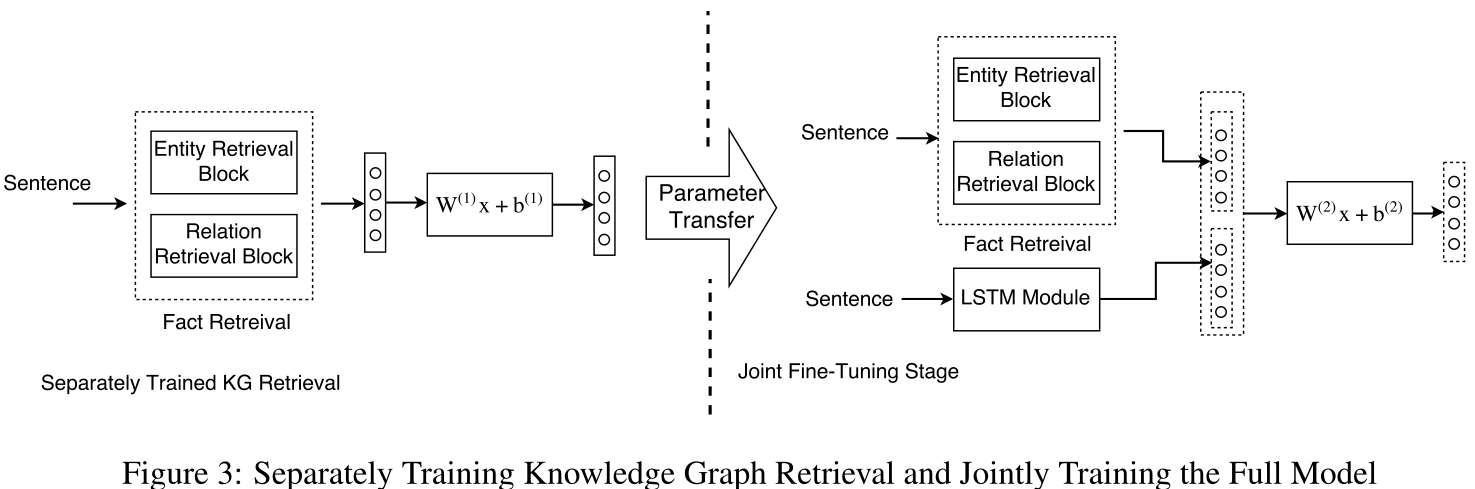 Sentence
Entity Retrieval
Block
Relation
Retrieval Block
Fact Retreival
W(1)x + b(1)
Separately Trained KG Retrieval
Parameter
Transfer
Sentence
Entity Retrieval
Block
Relation
Retrieval Block
Fact Retreival
Sentence
LSTM Module
W(2)x + b(2)
Joint Fine-Tuning Stage
Figure 3: Separately Training Knowledge Graph Retrieval and Jointly Training the Full Model